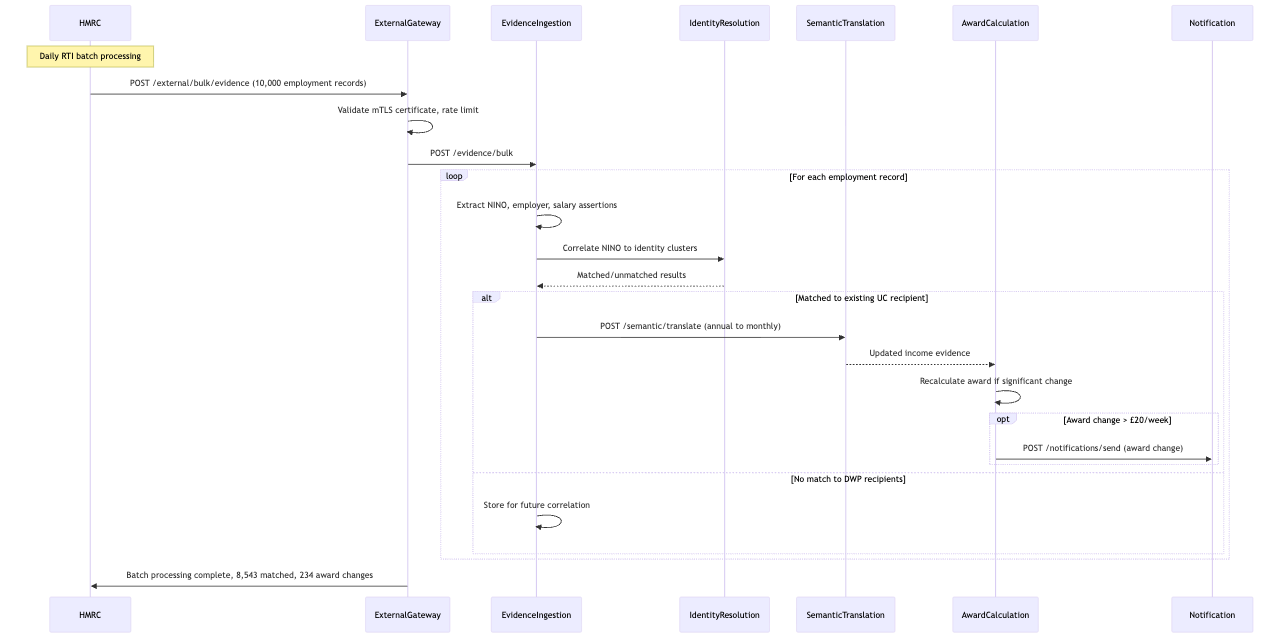 HMRC
ExternalGateway
EvidenceIngestion
IdentityResolution
SemanticTranslation
AwardCalculation
Notification
Daily RTI batch processing
POST /external/bulk/evidence (10,000 employment records)
Validate mTLS certificate, rate limit
POST /evidence/bulk
loop
[For each employment record]
Extract NINO, employer, salary assertions
Correlate NINO to identity clusters
Matched/unmatched results
alt
[Matched to existing UC recipient]
POST /semantic/translate (annual to monthly)
Updated income evidence
Recalculate award if significant change
opt
[Award change > £20/week]
POST /notifications/send (award change)
[No match to DWP recipients]
Store for future correlation
Batch processing complete, 8,543 matched, 234 award changes
HMRC
ExternalGateway
EvidenceIngestion
IdentityResolution
SemanticTranslation
AwardCalculation
Notification